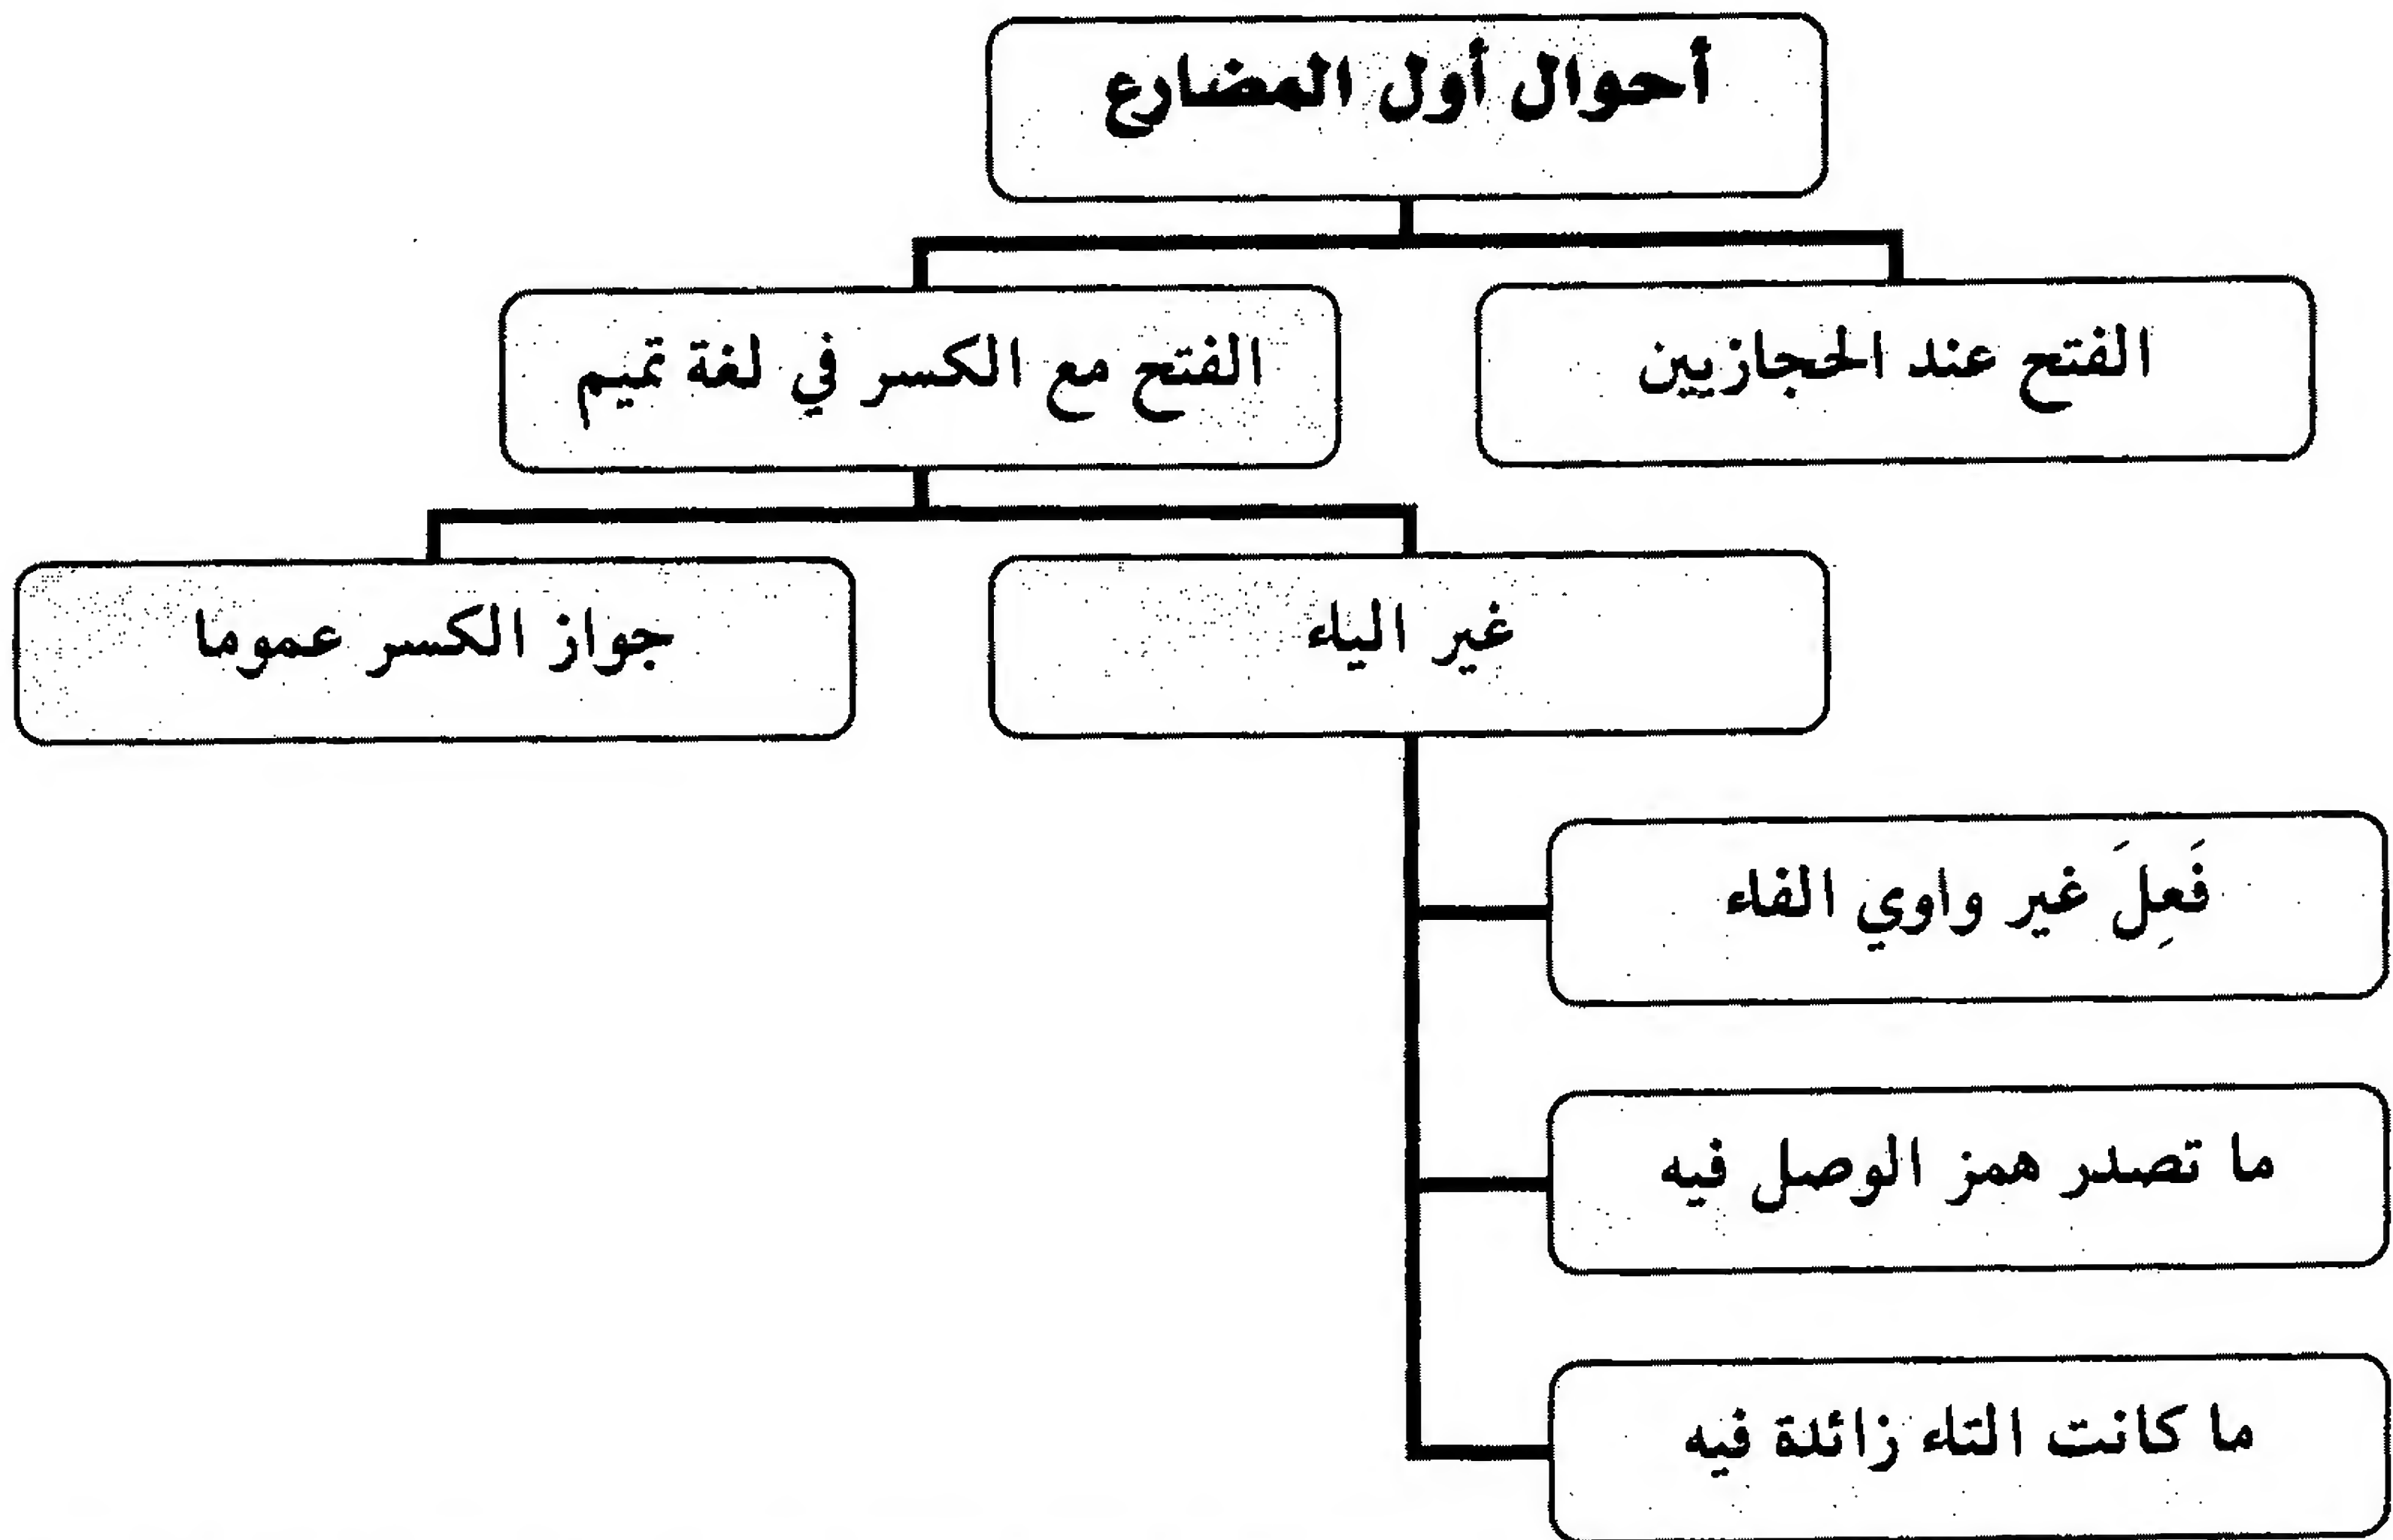 أحوال أول المضارع
الفتح عند الحجازيين
الفتح مع الكسر في لغة تميم
غير الياء
جواز الكسر عموما
فَعِلَ غير واوي الفاء
ما تصدر همز الوصل فيه
ما كانت التاء زائدة فيه